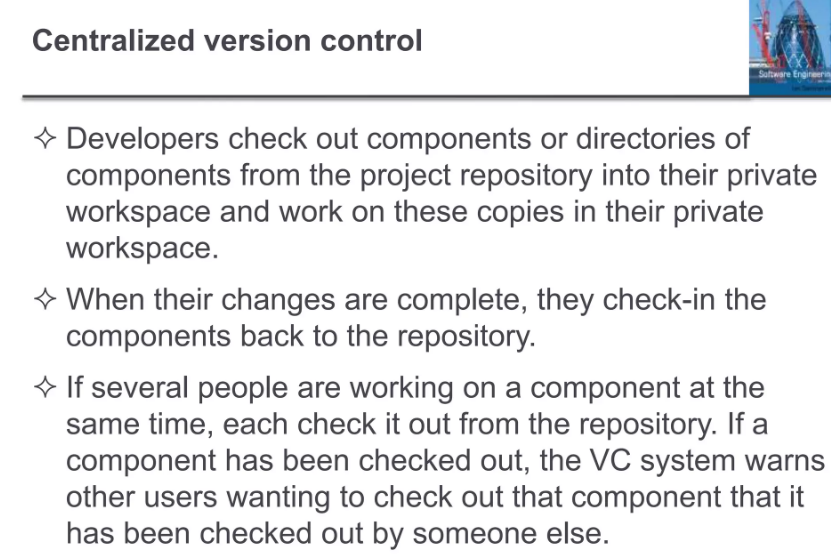 Centralized version control
Software Engineering
✧ Developers check out components or directories of
components from the project repository into their private
workspace and work on these copies in their private
workspace.
✧ When their changes are complete, they check-in the
components back to the repository.
✧ If several people are working on a component at the
same time, each check it out from the repository. If a
component has been checked out, the VC system warns
other users wanting to check out that component that it
has been checked out by someone else.